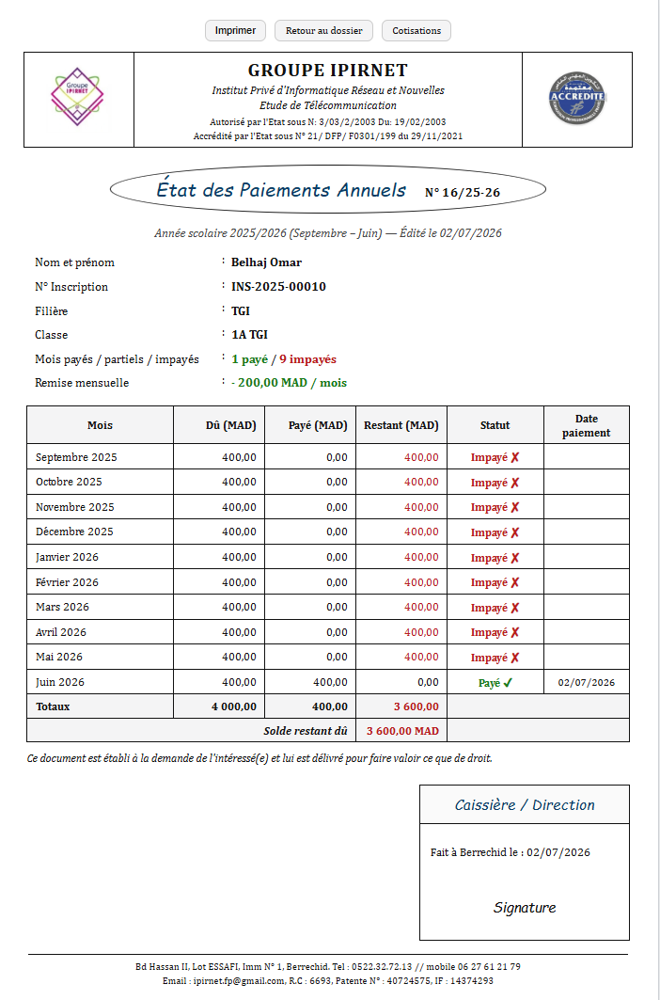 Imprimer Retour au dossier Cotisations
Groupe
IPIRNET
GROUPE IPIRNET
Institut Privé d'Informatique Réseau et Nouvelles
Etude de Télécommunication
Autorisé par l'Etat sous N: 3/03/2/2003 Du: 19/02/2003
Accrédité par l'Etat sous N° 21/ DFP/ F0301/199 du 29/11/2021
ACCREDITE
État des Paiements Annuels N° 16/25-26
Année scolaire 2025/2026 (Septembre – Juin) — Édité le 02/07/2026
Nom et prénom : Belhaj Omar
N° Inscription : INS-2025-00010
Filière : TGI
Classe : 1A TGI
Mois payés / partiels / impayés : 1 payé / 9 impayés
Remise mensuelle : - 200,00 MAD / mois
Mois Dû (MAD) Payé (MAD) Restant (MAD) Statut Date paiement
Septembre 2025 400,00 0,00 400,00 Impayé ✘
Octobre 2025 400,00 0,00 400,00 Impayé ✘
Novembre 2025 400,00 0,00 400,00 Impayé ✘
Décembre 2025 400,00 0,00 400,00 Impayé ✘
Janvier 2026 400,00 0,00 400,00 Impayé ✘
Février 2026 400,00 0,00 400,00 Impayé ✘
Mars 2026 400,00 0,00 400,00 Impayé ✘
Avril 2026 400,00 0,00 400,00 Impayé ✘
Mai 2026 400,00 0,00 400,00 Impayé ✘
Juin 2026 400,00 400,00 0,00 Payé ✔ 02/07/2026
Totaux 4 000,00 400,00 3 600,00
Solde restant dû 3 600,00 MAD
Ce document est établi à la demande de l'intéressé(e) et lui est délivré pour faire valoir ce que de droit.
Caissière / Direction
Fait à Berrechid le : 02/07/2026
Signature
Bd Hassan II, Lot ESSAFI, Imm N° 1, Berrechid. Tel : 0522.32.72.13 // mobile 06 27 61 21 79
Email : ipirnet.fp@gmail.com, R.C : 6693, Patente N° : 40724575, IF : 14374293